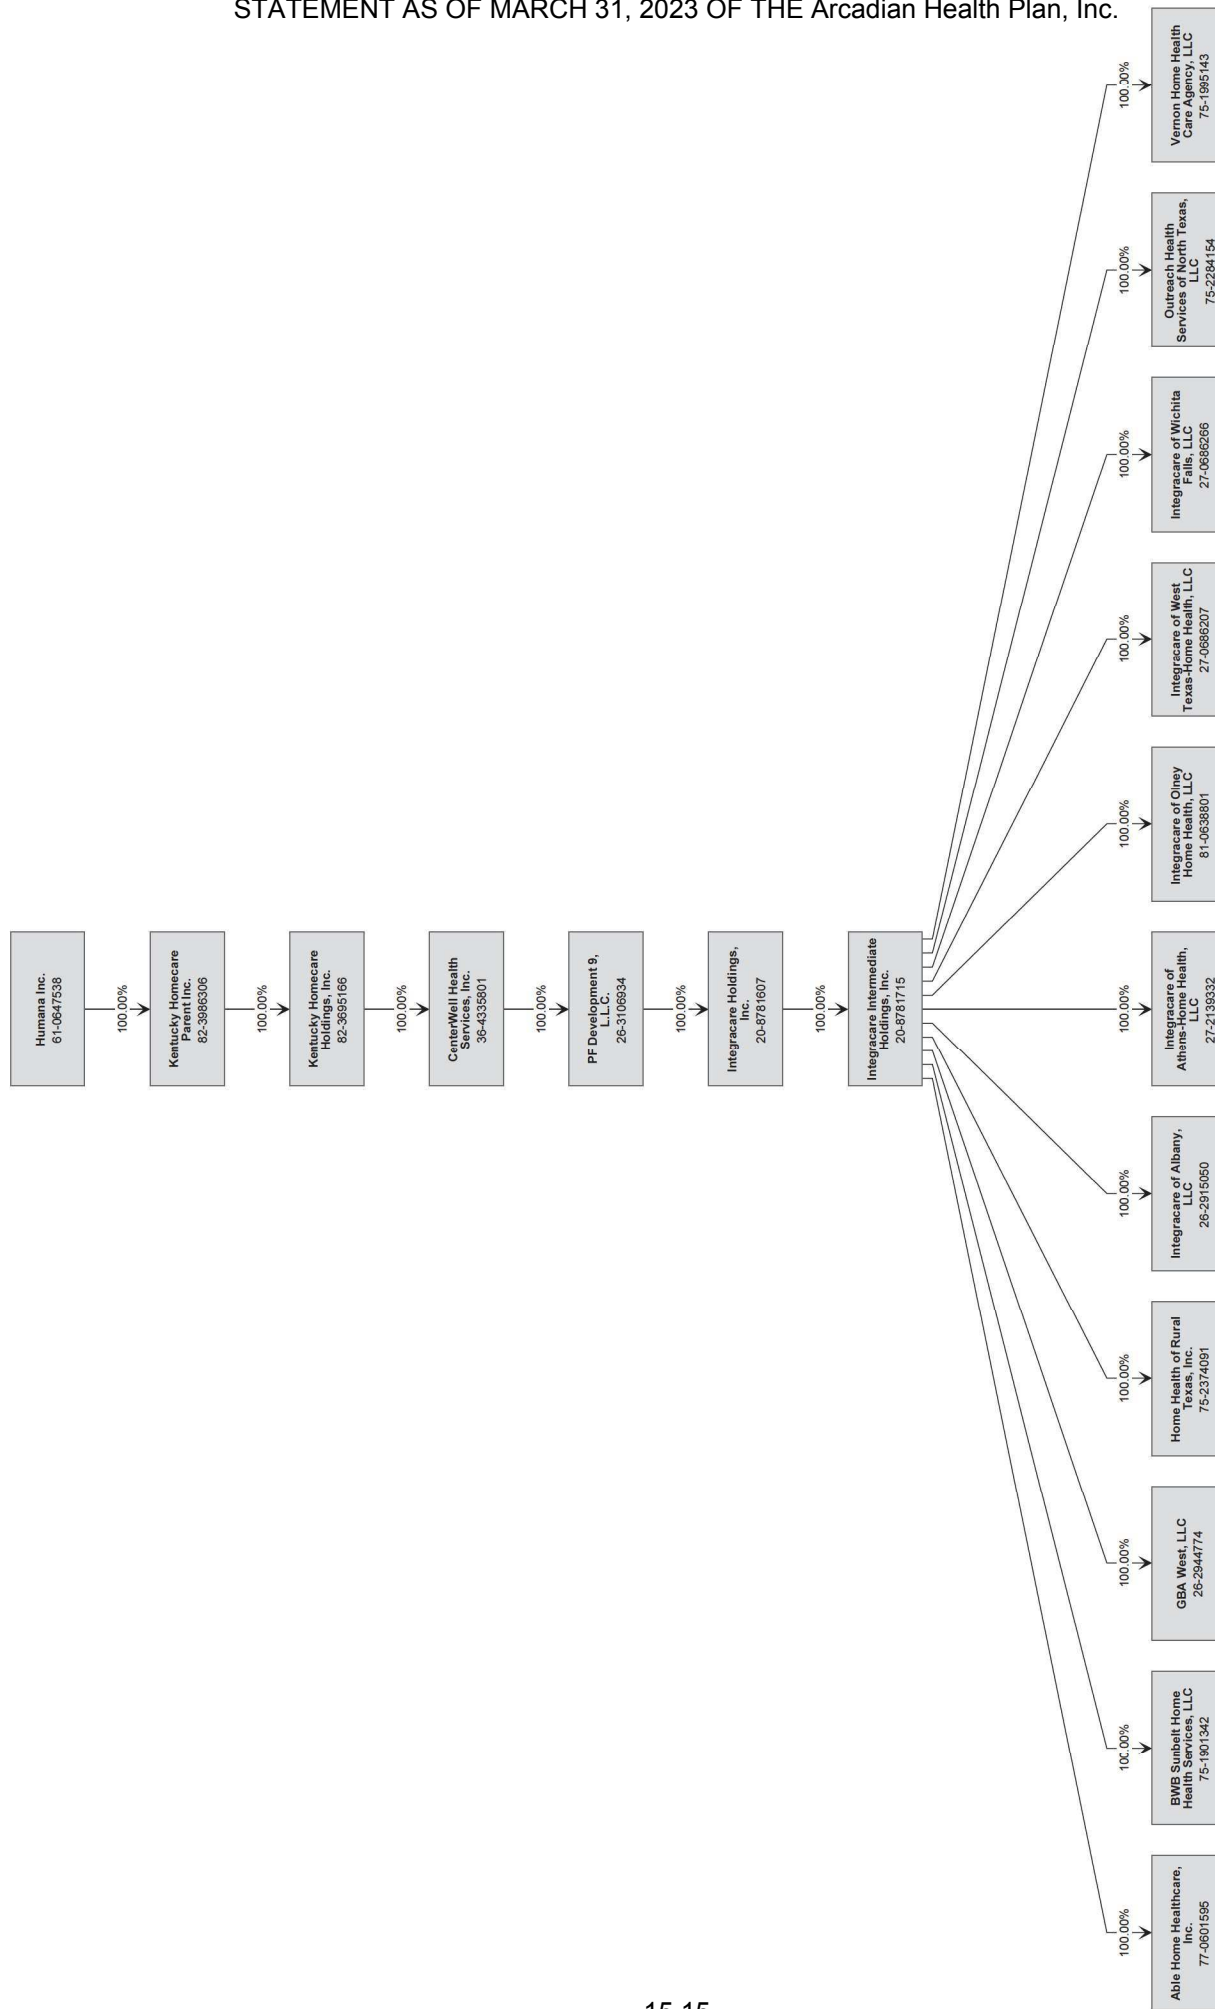 STATEMENT AS OF MARCH 31, 2023 OF THE Arcadian Health Plan, Inc.
Humana Inc.
61-0647538
100.00%
Kentucky Homecare
Parent Inc.
82-3986306
100.00%
Kentucky Homecare
Holdings, Inc.
82-3695166
100.00%
CenterWell Health
Services, Inc.
36-4335801
100.00%
PF Development 9,
L.L.C.
26-3106934
100.00%
Integracare Holdings,
Inc.
20-8781607
100.00%
Integracare Intermediate
Holdings, Inc.
20-8781715
100.00%
Able Home Healthcare,
Inc.
77-0601595
100.00%
BWB Sunbelt Home
Health Services, LLC
75-1901342
100.00%
GBA West, LLC
26-2944774
100.00%
Home Health of Rural
Texas, Inc.
75-2374091
100.00%
Integracare of Albany,
LLC
26-2915050
100.00%
Integracare of
Athens-Home Health,
LLC
27-2139332
100.00%
Integracare of Olney
Home Health, LLC
81-0638801
100.00%
Integracare of West
Texas-Home Health, LLC
27-0686207
100.00%
Integracare of Wichita
Falls, LLC
27-0686266
100.00%
Outreach Health
Services of North Texas,
LLC
75-2284154
100.00%
Vernon Home Health
Care Agency, LLC
75-1995143
15.15